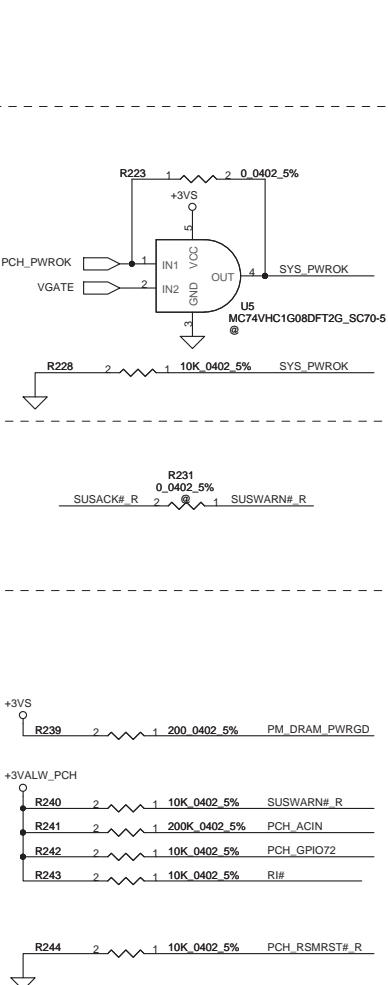 R223 1 2 0_0402_5%
+3VS
5
PCH_PWROK 1 IN1 VCC
OUT 4 SYS_PWROK
VGATE 2 IN2 GND
3
U5
MC74VHC1G08DFT2G_SC70-5
@
R228 2 1 10K_0402_5% SYS_PWROK
R231
0_0402_5%
SUSACK#_R 2 @ 1 SUSWARN#_R
+3VS
R239 2 1 200_0402_5% PM_DRAM_PWRGD
+3VALW_PCH
R240 2 1 10K_0402_5% SUSWARN#_R
R241 2 1 200K_0402_5% PCH_ACIN
R242 2 1 10K_0402_5% PCH_GPIO72
R243 2 1 10K_0402_5% RI#
R244 2 1 10K_0402_5% PCH_RSMRST#_R